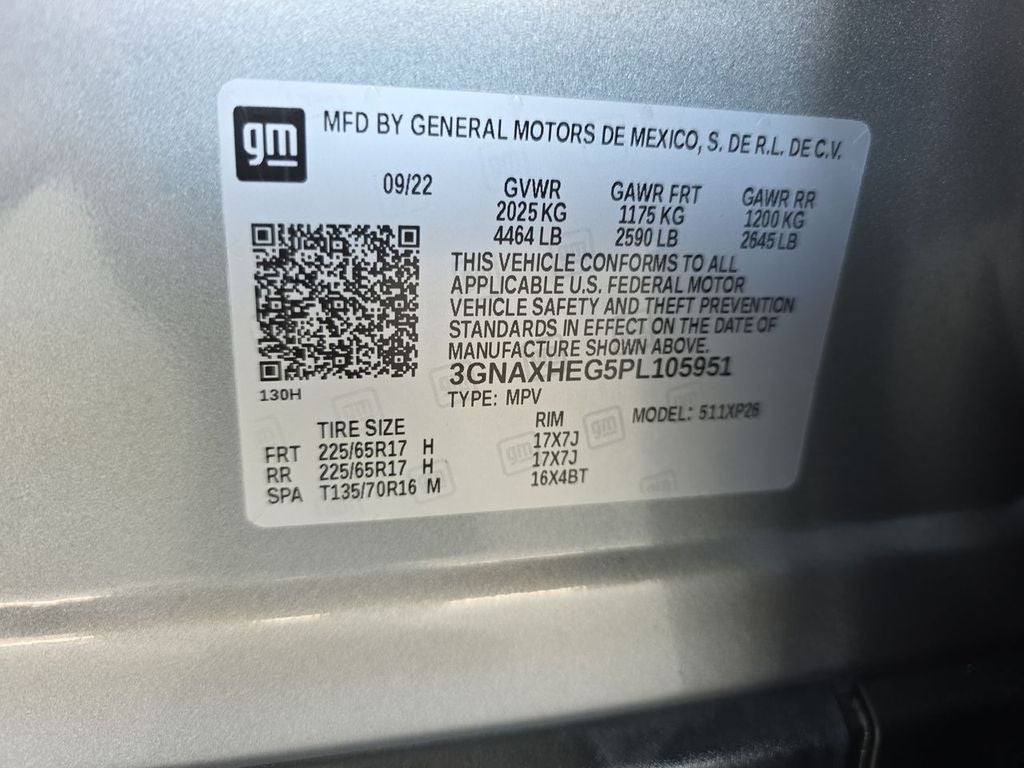 gm MFD BY GENERAL MOTORS DE MEXICO, S. DE R.L. DE C.V.
09/22 GVWR GAWR FRT GAWR RR
2025 KG 1175 KG 1200 KG
4464 LB 2590 LB 2645 LB
THIS VEHICLE CONFORMS TO ALL
APPLICABLE U.S. FEDERAL MOTOR
VEHICLE SAFETY AND THEFT PREVENTION
STANDARDS IN EFFECT ON THE DATE OF
MANUFACTURE SHOWN ABOVE.
3GNAXHEG5PL105951
130H TYPE: MPV MODEL: 511XP26
TIRE SIZE RIM
FRT 225/65R17 H 17X7J
RR 225/65R17 H 17X7J
SPA T135/70R16 M 16X4BT